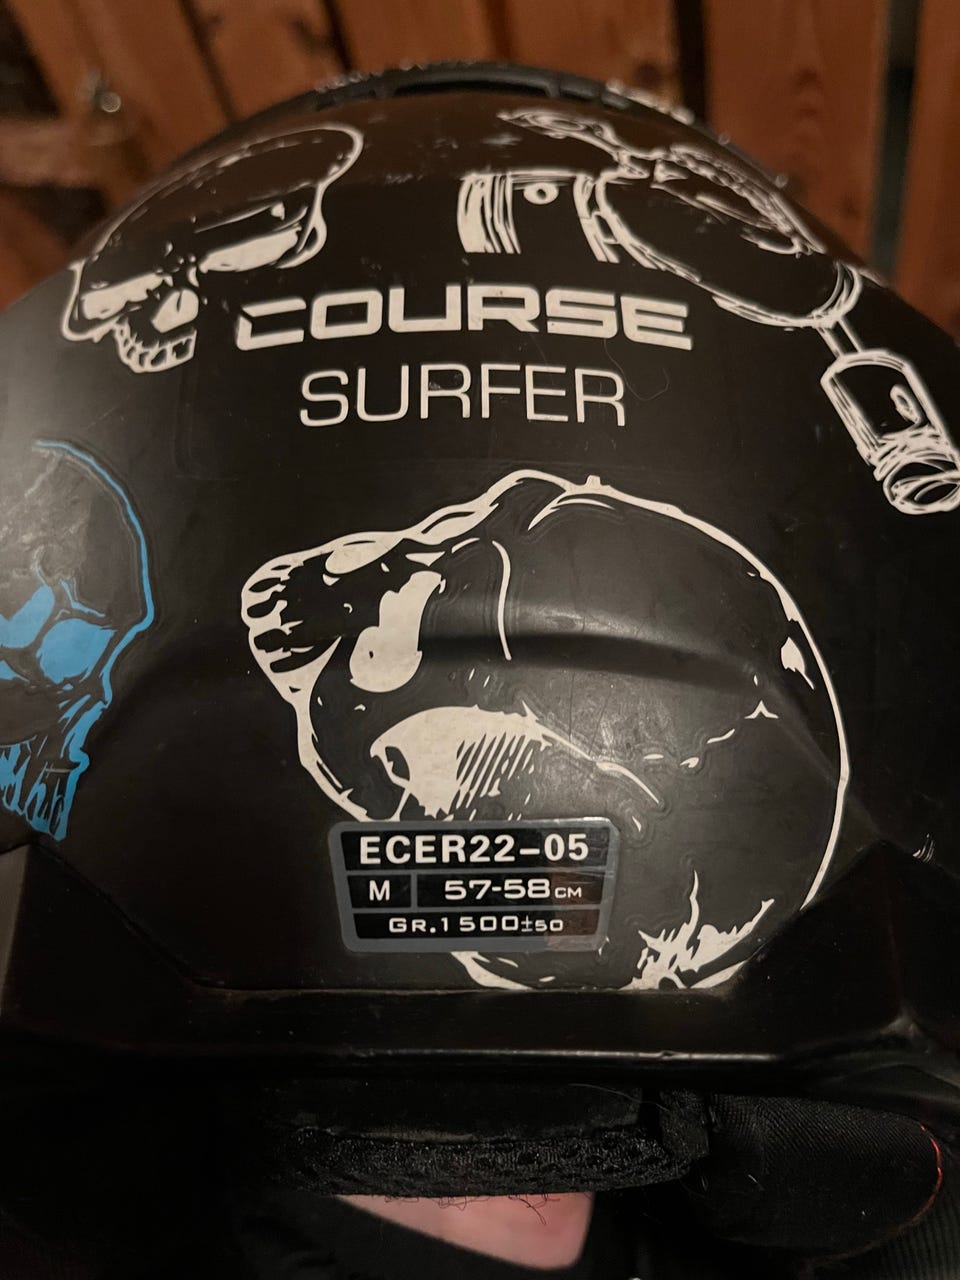 COURSE
SURFER
ECER22-05
M 57-58CM
GR.1500±50